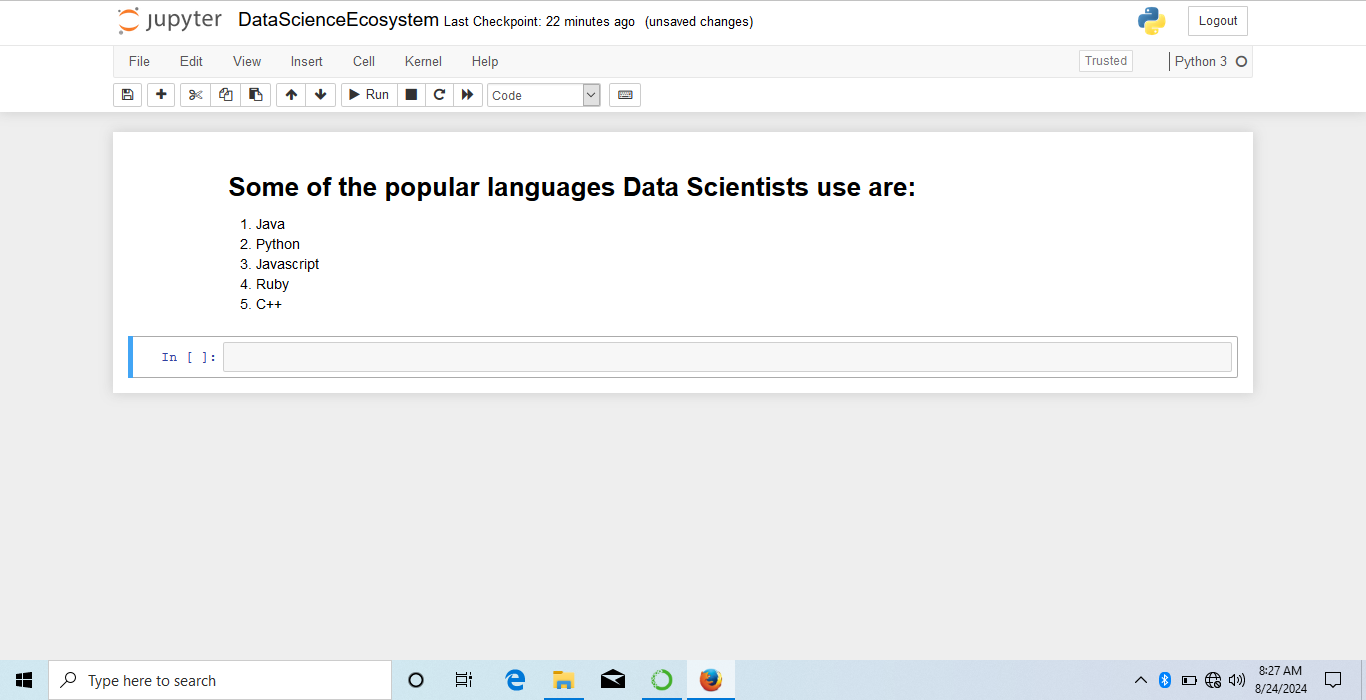 jupyter DataScienceEcosystem Last Checkpoint: 22 minutes ago (unsaved changes) Logout
File Edit View Insert Cell Kernel Help Trusted Python 3
Run Code
Some of the popular languages Data Scientists use are:
1. Java
2. Python
3. Javascript
4. Ruby
5. C++
In [ ]:
Type here to search
8:27 AM
8/24/2024